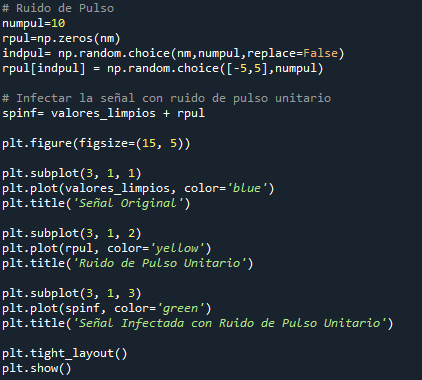 # Ruido de Pulso
numpul=10
rpul=np.zeros(nm)
indpul= np.random.choice(nm,numpul,replace=False)
rpul[indpul] = np.random.choice([-5,5],numpul)
# Infectar la señal con ruido de pulso unitario
spinf= valores_limpios + rpul
plt.figure(figsize=(15, 5))
plt.subplot(3, 1, 1)
plt.plot(valores_limpios, color='blue')
plt.title('Señal Original')
plt.subplot(3, 1, 2)
plt.plot(rpul, color='yellow')
plt.title('Ruido de Pulso Unitario')
plt.subplot(3, 1, 3)
plt.plot(spinf, color='green')
plt.title('Señal Infectada con Ruido de Pulso Unitario')
plt.tight_layout()
plt.show()